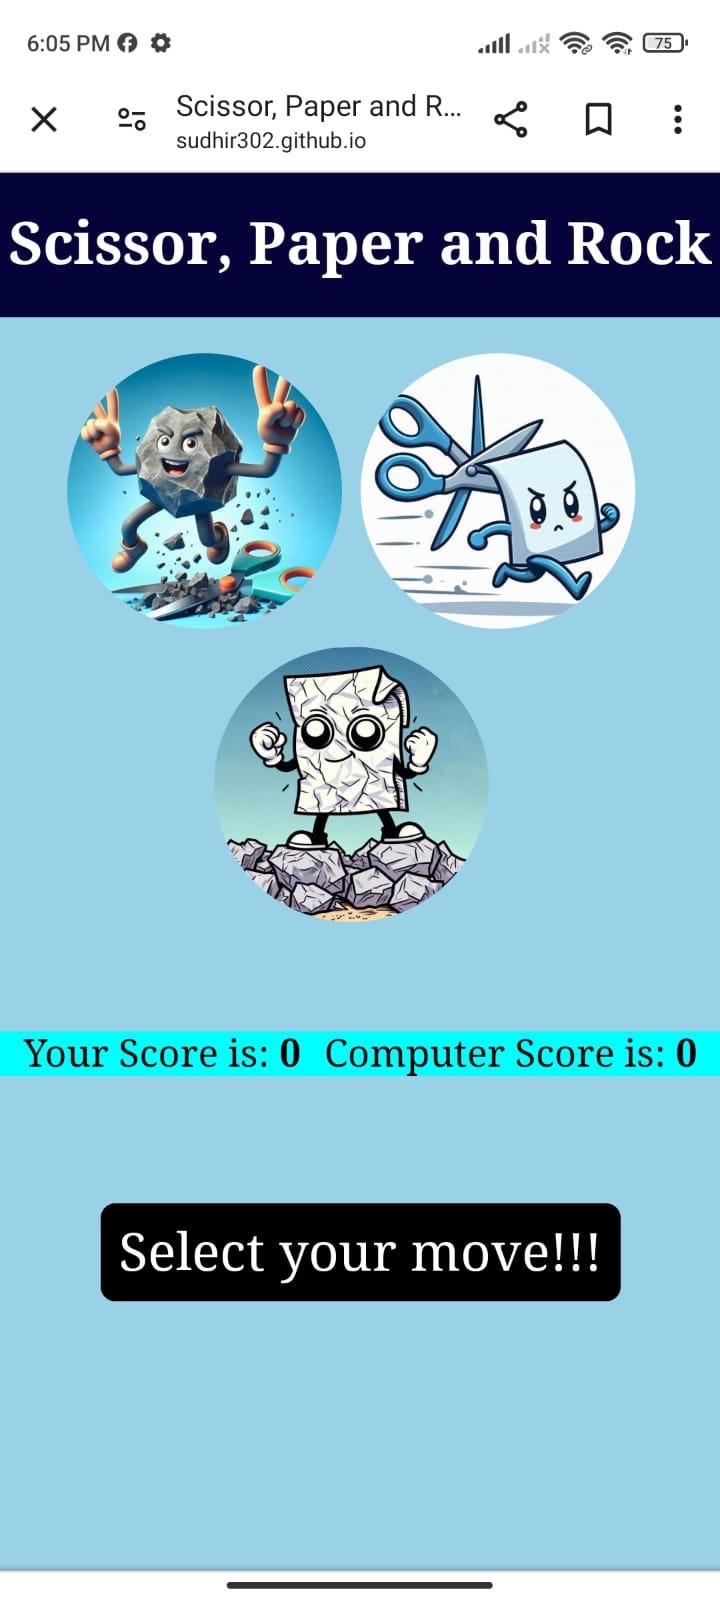 6:05 PM
75
Scissor, Paper and R...
sudhir302.github.io
Scissor, Paper and Rock
Your Score is: 0 Computer Score is: 0
Select your move!!!